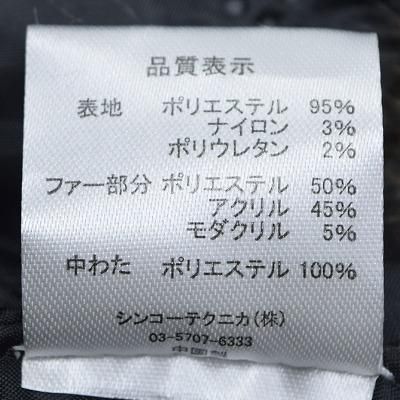 品質表示
表地 ポリエステル 95%
ナイロン 3%
ポリウレタン 2%
ファー部分 ポリエステル 50%
アクリル 45%
モダクリル 5%
中わた ポリエステル 100%
シンコーテクニカ(株)
03-5707-6333
中国製